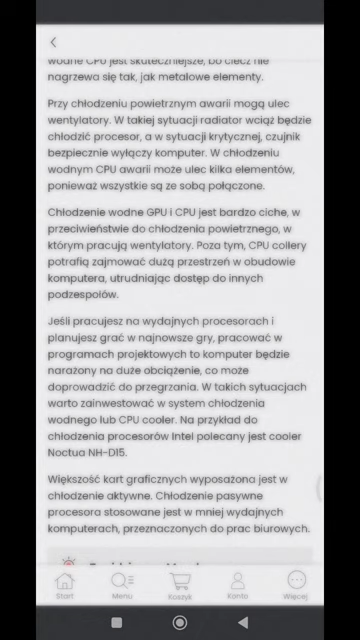 wodne CPU jest skuteczniejsze, bo ciecz nie
nagrzewa się tak, jak metalowe elementy.
Przy chłodzeniu powietrznym awarii mogą ulec
wentylatory. W takiej sytuacji radiator wciąż będzie
chłodzić procesor, a w sytuacji krytycznej, czujnik
bezpiecznie wyłączy komputer. W chłodzeniu
wodnym CPU awarii może ulec kilka elementów,
ponieważ wszystkie są ze sobą połączone.
Chłodzenie wodne GPU i CPU jest bardzo ciche, w
przeciwieństwie do chłodzenia powietrznego, w
którym pracują wentylatory. Poza tym, CPU collery
potrafią zajmować dużą przestrzeń w obudowie
komputera, utrudniając dostęp do innych
podzespołów.
Jeśli pracujesz na wydajnych procesorach i
planujesz grać w najnowsze gry, pracować w
programach projektowych to komputer będzie
narażony na duże obciążenie, co może
doprowadzić do przegrzania. W takich sytuacjach
warto zainwestować w system chłodzenia
wodnego lub CPU cooler. Na przykład do
chłodzenia procesorów Intel polecany jest cooler
Noctua NH-D15.
Większość kart graficznych wyposażona jest w
chłodzenie aktywne. Chłodzenie pasywne
procesora stosowane jest w mniej wydajnych
komputerach, przeznaczonych do prac biurowych.
Start
Menu
Koszyk
Konto
Więcej